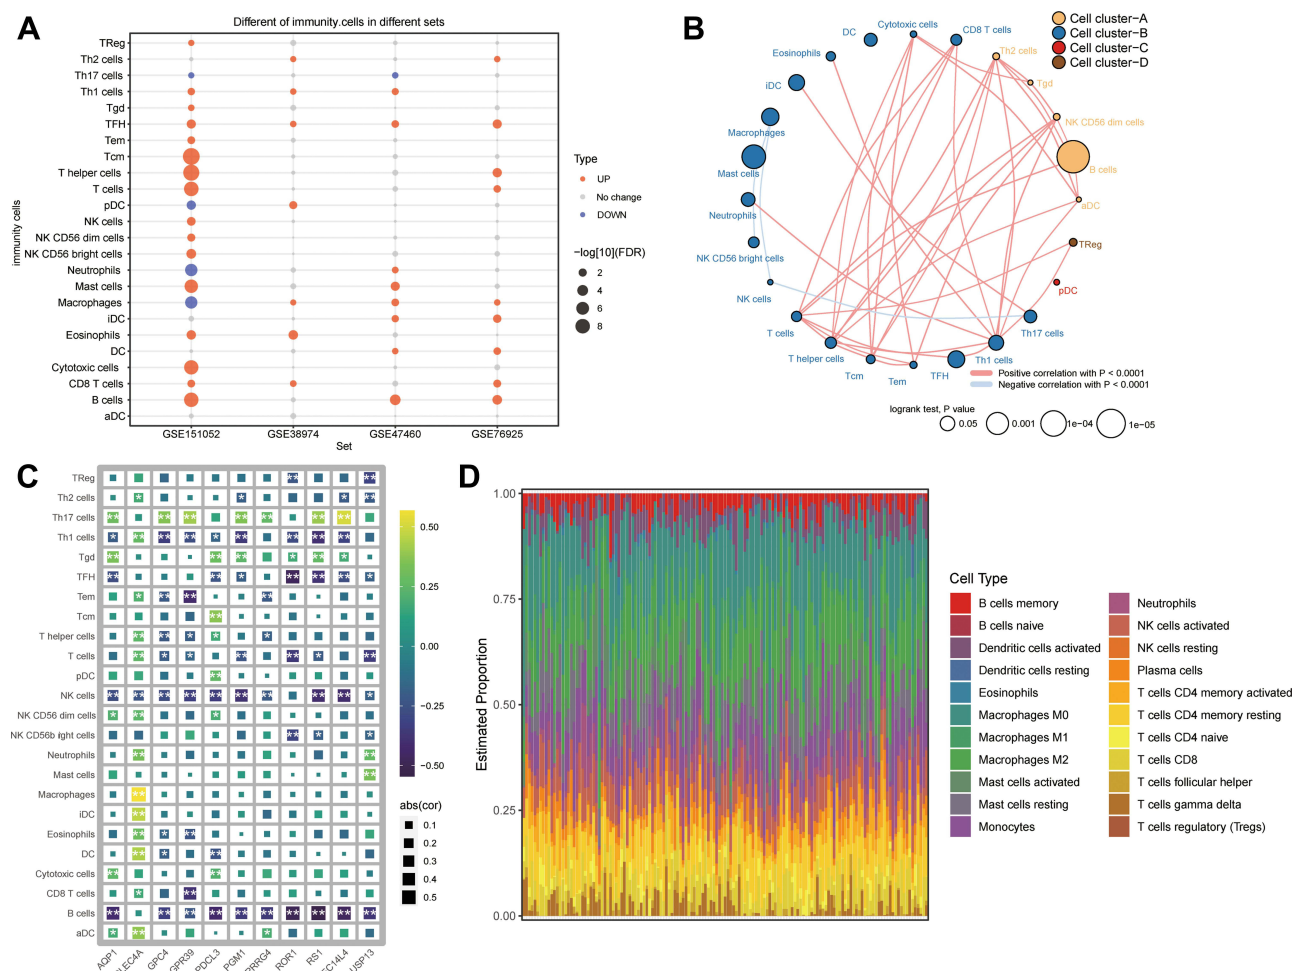 A
Different of immunity.cells in different sets
immunity cells
TReg
Th2 cells
Th17 cells
Th1 cells
Tgd
TFH
Tem
Tcm
T helper cells
T cells
pDC
NK cells
NK CD56 dim cells
NK CD56 bright cells
Neutrophils
Mast cells
Macrophages
iDC
Eosinophils
DC
Cytotoxic cells
CD8 T cells
B cells
aDC
GSE151052 GSE38974 GSE47460 GSE76925
Set
Type
UP
No change
DOWN
−log[10](FDR)
2
4
6
8
B
Cell cluster−A
Cell cluster−B
Cell cluster−C
Cell cluster−D
Cytotoxic cells
CD8 T cells
DC
Th2 cells
Eosinophils
Tgd
iDC
NK CD56 dim cells
Macrophages
B cells
Mast cells
aDC
Neutrophils
TReg
NK CD56 bright cells
pDC
NK cells
Th17 cells
T cells
Th1 cells
T helper cells
TFH
Tcm
Tem
Positive correlation with P < 0.0001
Negative correlation with P < 0.0001
logrank test, P value
0.05 0.001 1e−04 1e−05
C
TReg
Th2 cells
Th17 cells
Th1 cells
Tgd
TFH
Tem
Tcm
T helper cells
T cells
pDC
NK cells
NK CD56 dim cells
NK CD56b ight cells
Neutrophils
Mast cells
Macrophages
iDC
Eosinophils
DC
Cytotoxic cells
CD8 T cells
B cells
aDC
AQP1 LEC4A GPC4 GPR39 PDCL3 PGM1 PRRG4 ROR1 RS1 EC14L4 USP13
0.50
0.25
0.00
−0.25
−0.50
abs(cor)
0.1
0.2
0.3
0.4
0.5
D
Estimated Proportion
1.00
0.75
0.50
0.25
0.00
Cell Type
B cells memory
B cells naive
Dendritic cells activated
Dendritic cells resting
Eosinophils
Macrophages M0
Macrophages M1
Macrophages M2
Mast cells activated
Mast cells resting
Monocytes
Neutrophils
NK cells activated
NK cells resting
Plasma cells
T cells CD4 memory activated
T cells CD4 memory resting
T cells CD4 naive
T cells CD8
T cells follicular helper
T cells gamma delta
T cells regulatory (Tregs)